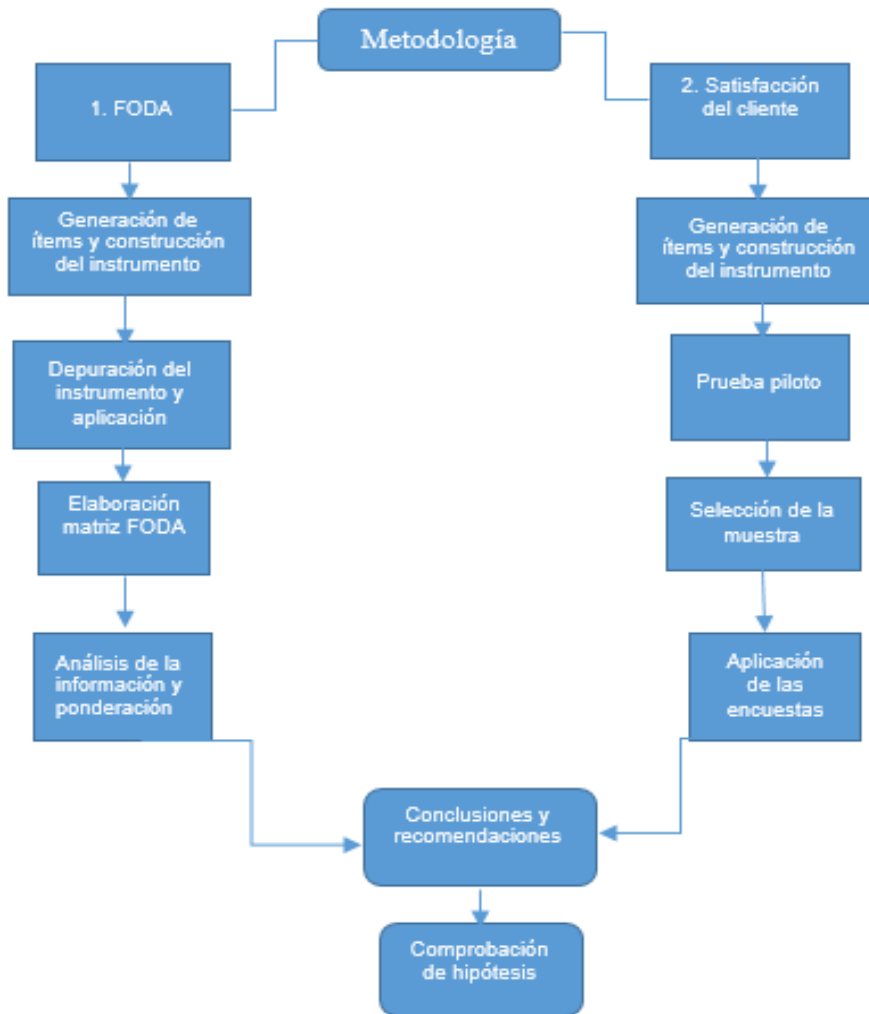 Metodología
1. FODA
Generación de
ítems y construcción
del instrumento
Depuración del
instrumento y
aplicación
Elaboración
matriz FODA
Análisis de la
información y
ponderación
2. Satisfacción
del cliente
Generación de
ítems y construcción
del instrumento
Prueba piloto
Selección de la
muestra
Aplicación
de las
encuestas
Conclusiones y
recomendaciones
Comprobación
de hipótesis